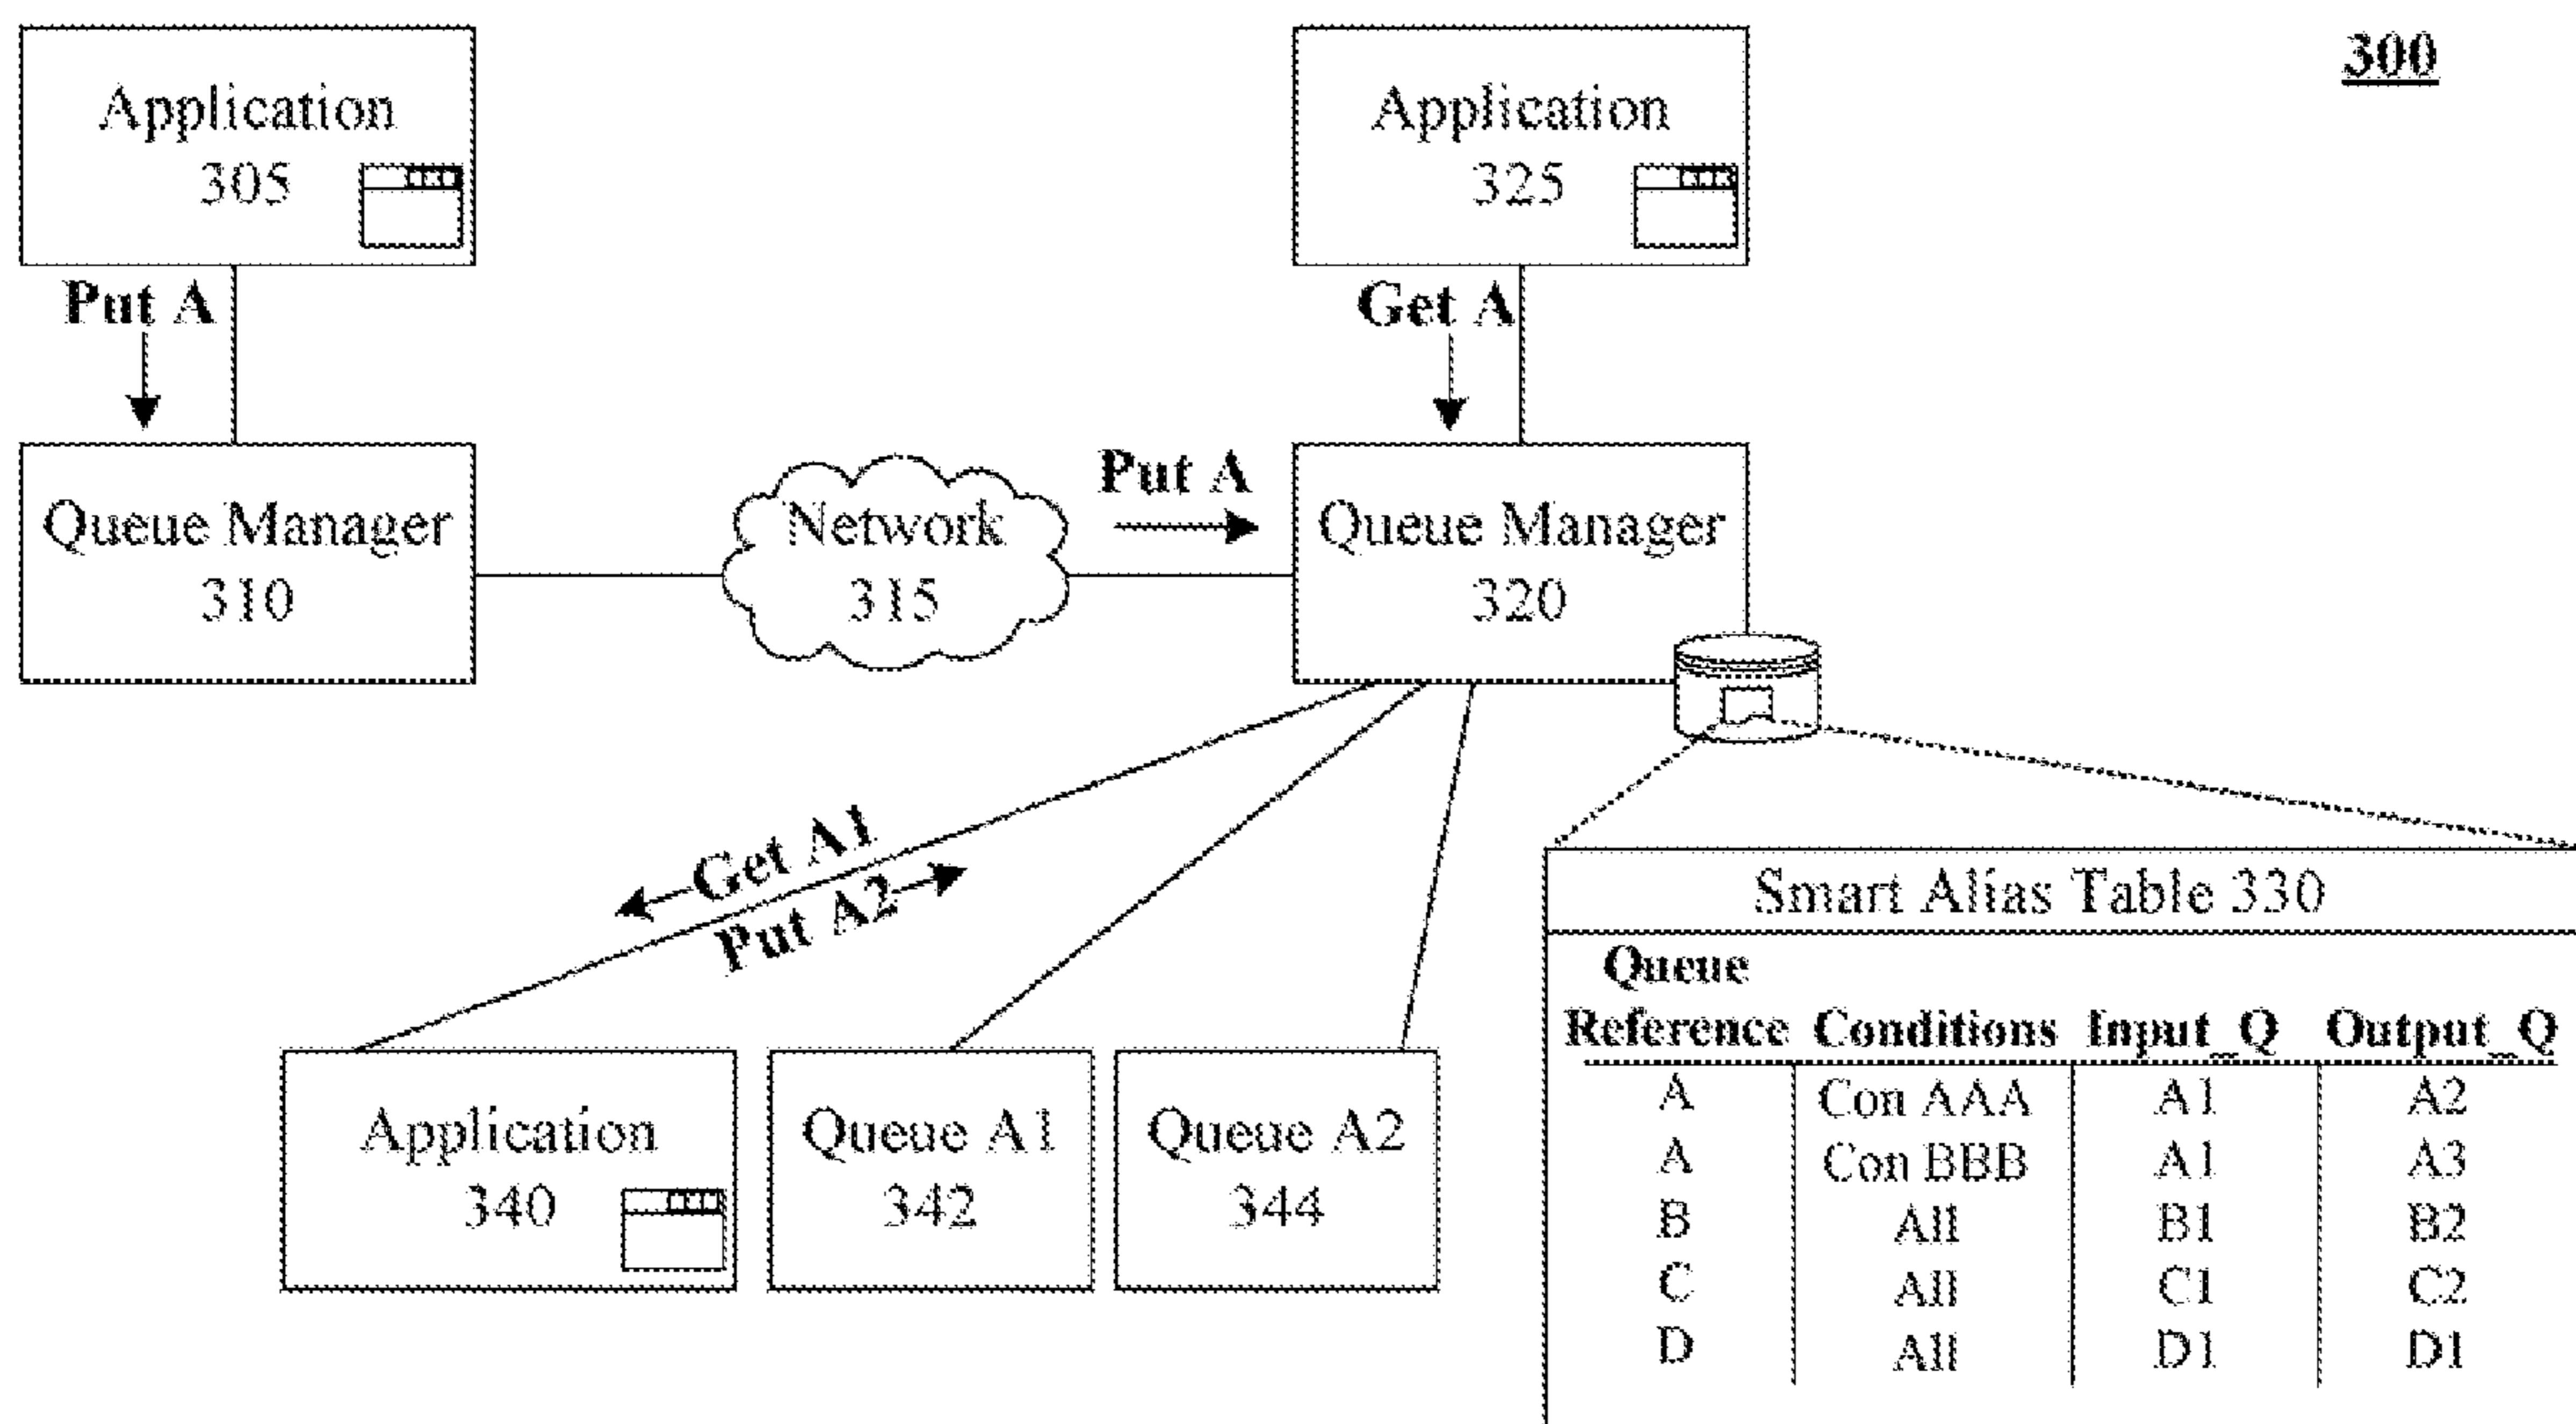 300
Application
305
Application
325
Put A
Get A
Queue Manager
310
Network
315
Put A
Queue Manager
320
Get A1
Put A2
Application
340
Queue A1
342
Queue A2
344
Smart Alias Table 330
Queue
Reference Conditions Input_Q Output_Q
A Con AAA A1 A2
A Con BBB A1 A3
B All B1 B2
C All C1 C2
D All D1 D1